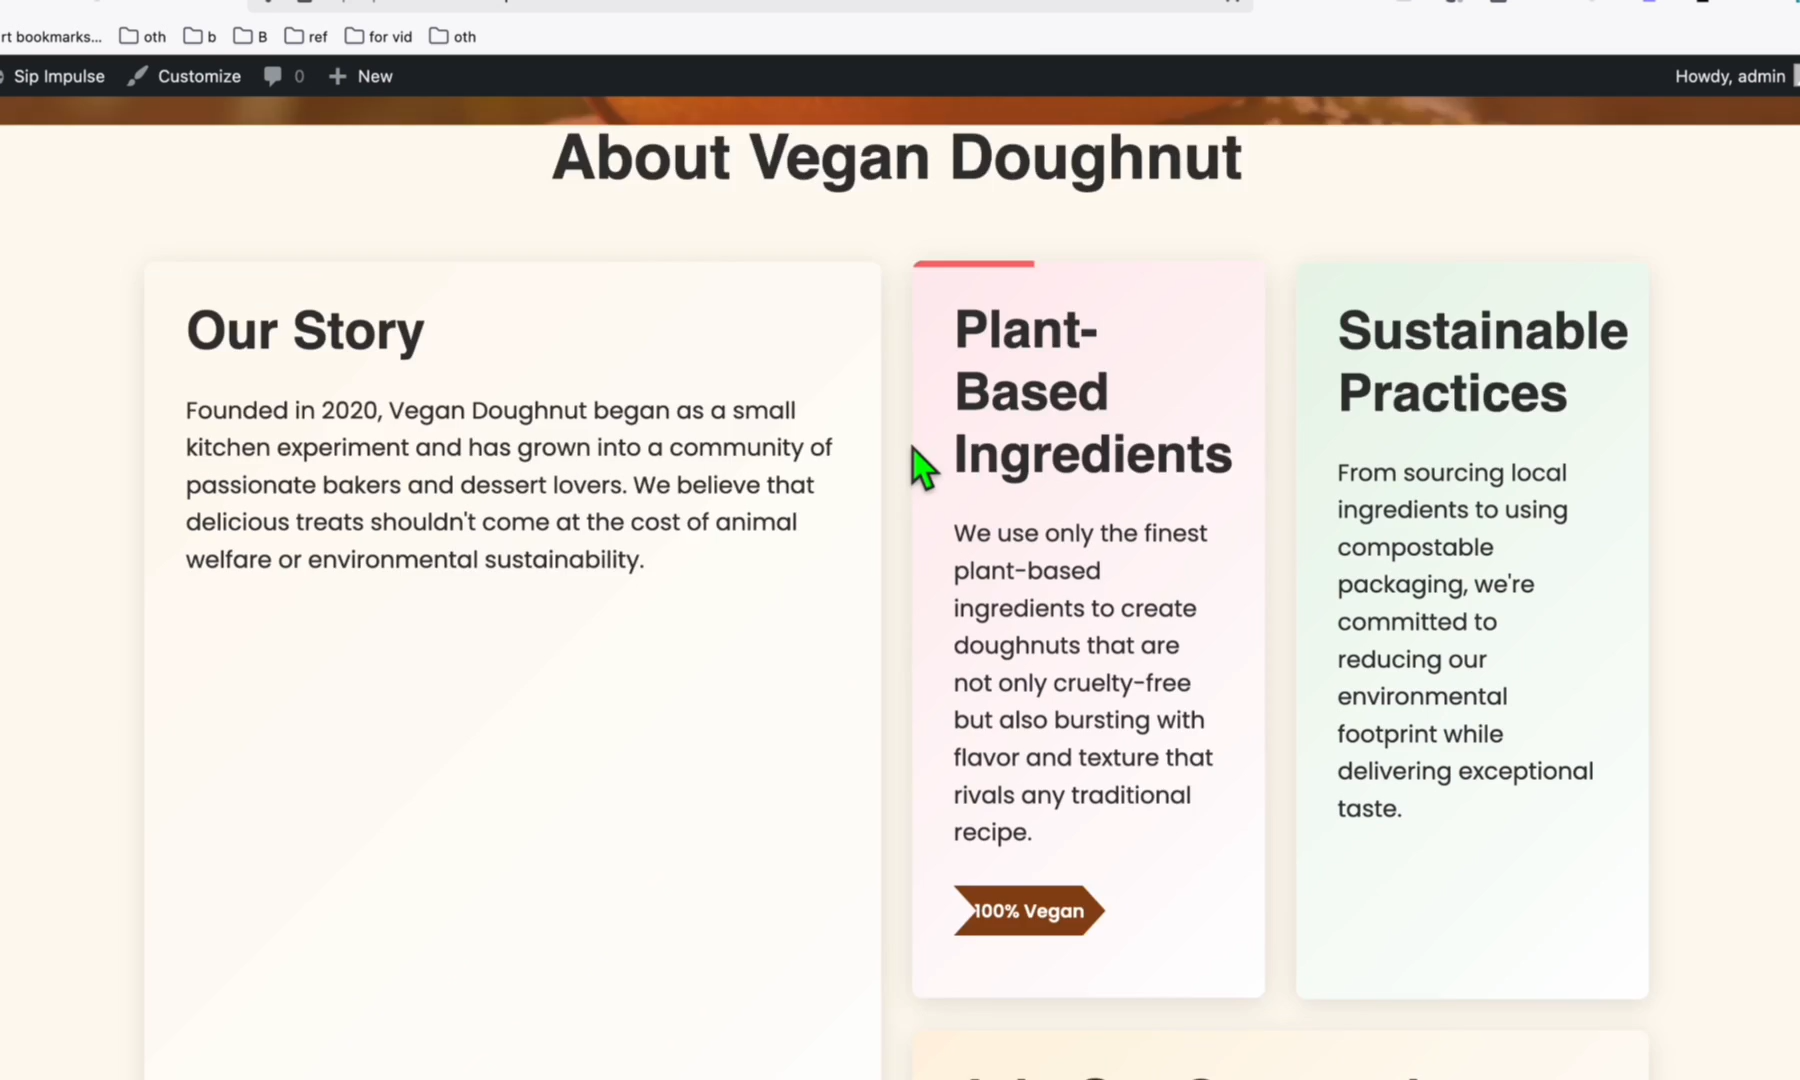 rt bookmarks... oth b B ref for vid oth
Sip Impulse Customize 0 New Howdy, admin
About Vegan Doughnut
Our Story
Founded in 2020, Vegan Doughnut began as a small
kitchen experiment and has grown into a community of
passionate bakers and dessert lovers. We believe that
delicious treats shouldn't come at the cost of animal
welfare or environmental sustainability.
Plant-
Based
Ingredients
We use only the finest
plant-based
ingredients to create
doughnuts that are
not only cruelty-free
but also bursting with
flavor and texture that
rivals any traditional
recipe.
100% Vegan
Sustainable
Practices
From sourcing local
ingredients to using
compostable
packaging, we're
committed to
reducing our
environmental
footprint while
delivering exceptional
taste.